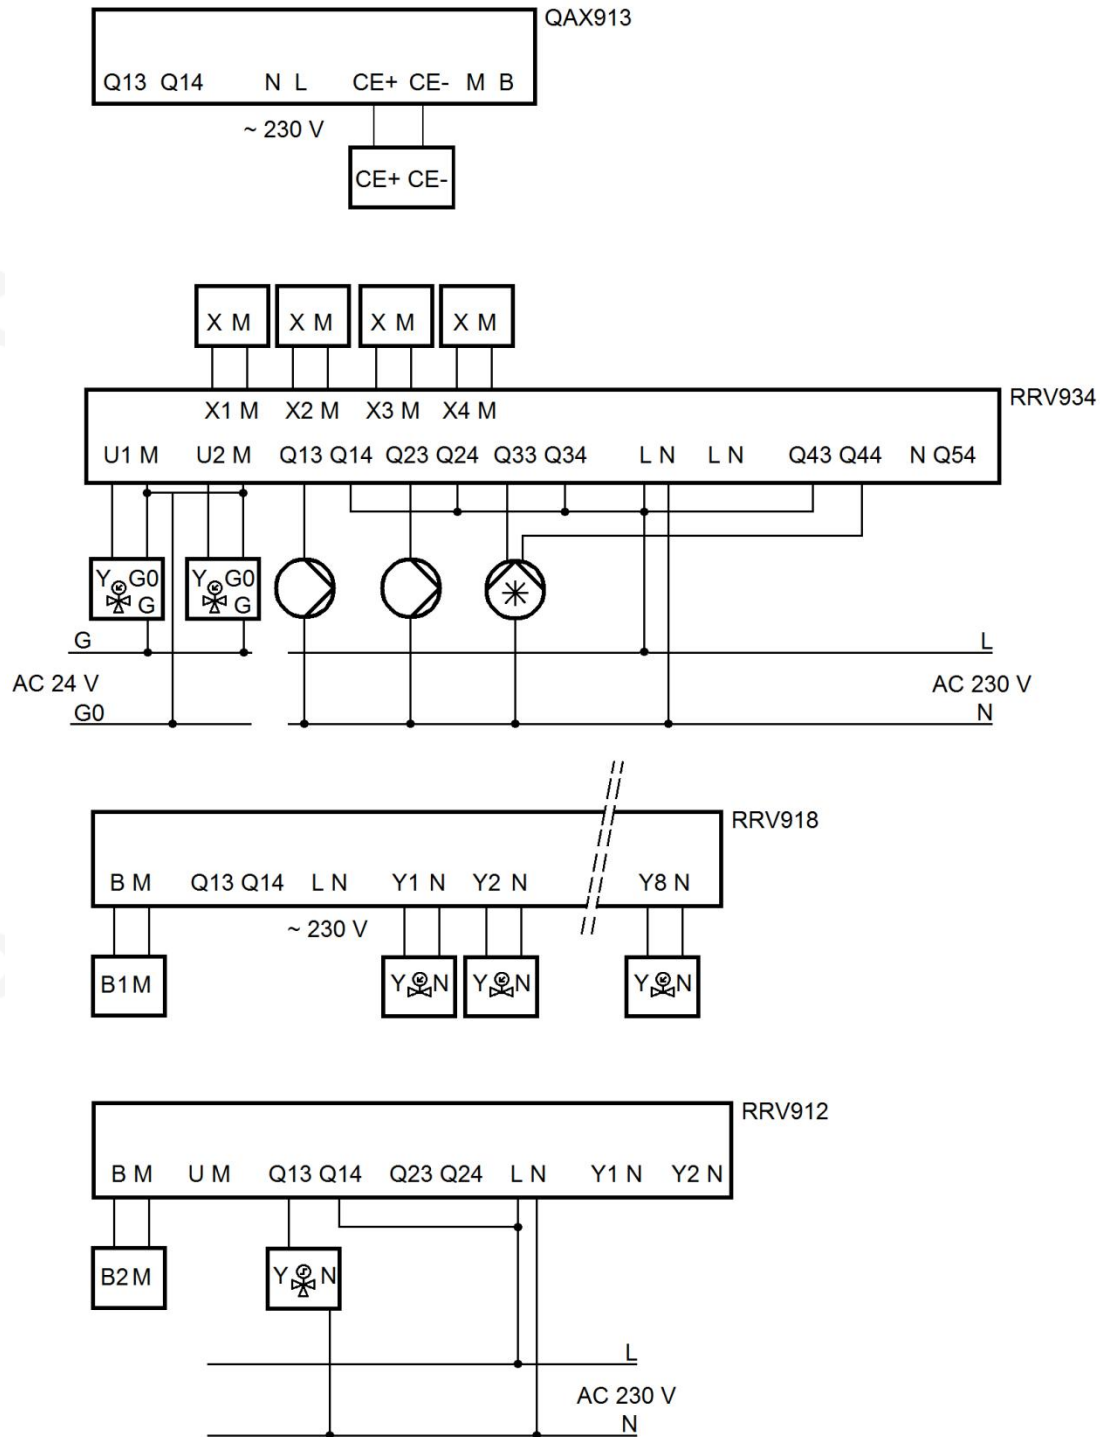 QAX913
Q13 Q14 N L CE+ CE- M B
~ 230 V
CE+ CE-
X M X M X M X M
RRV934
X1 M X2 M X3 M X4 M
U1 M U2 M Q13 Q14 Q23 Q24 Q33 Q34 L N L N Q43 Q44 N Q54
Y G0 Y G0
G G
G L
AC 24 V AC 230 V
G0 N
RRV918
B M Q13 Q14 L N Y1 N Y2 N Y8 N
~ 230 V
B1 M Y N Y N Y N
RRV912
B M U M Q13 Q14 Q23 Q24 L N Y1 N Y2 N
B2 M Y N
L
AC 230 V
N